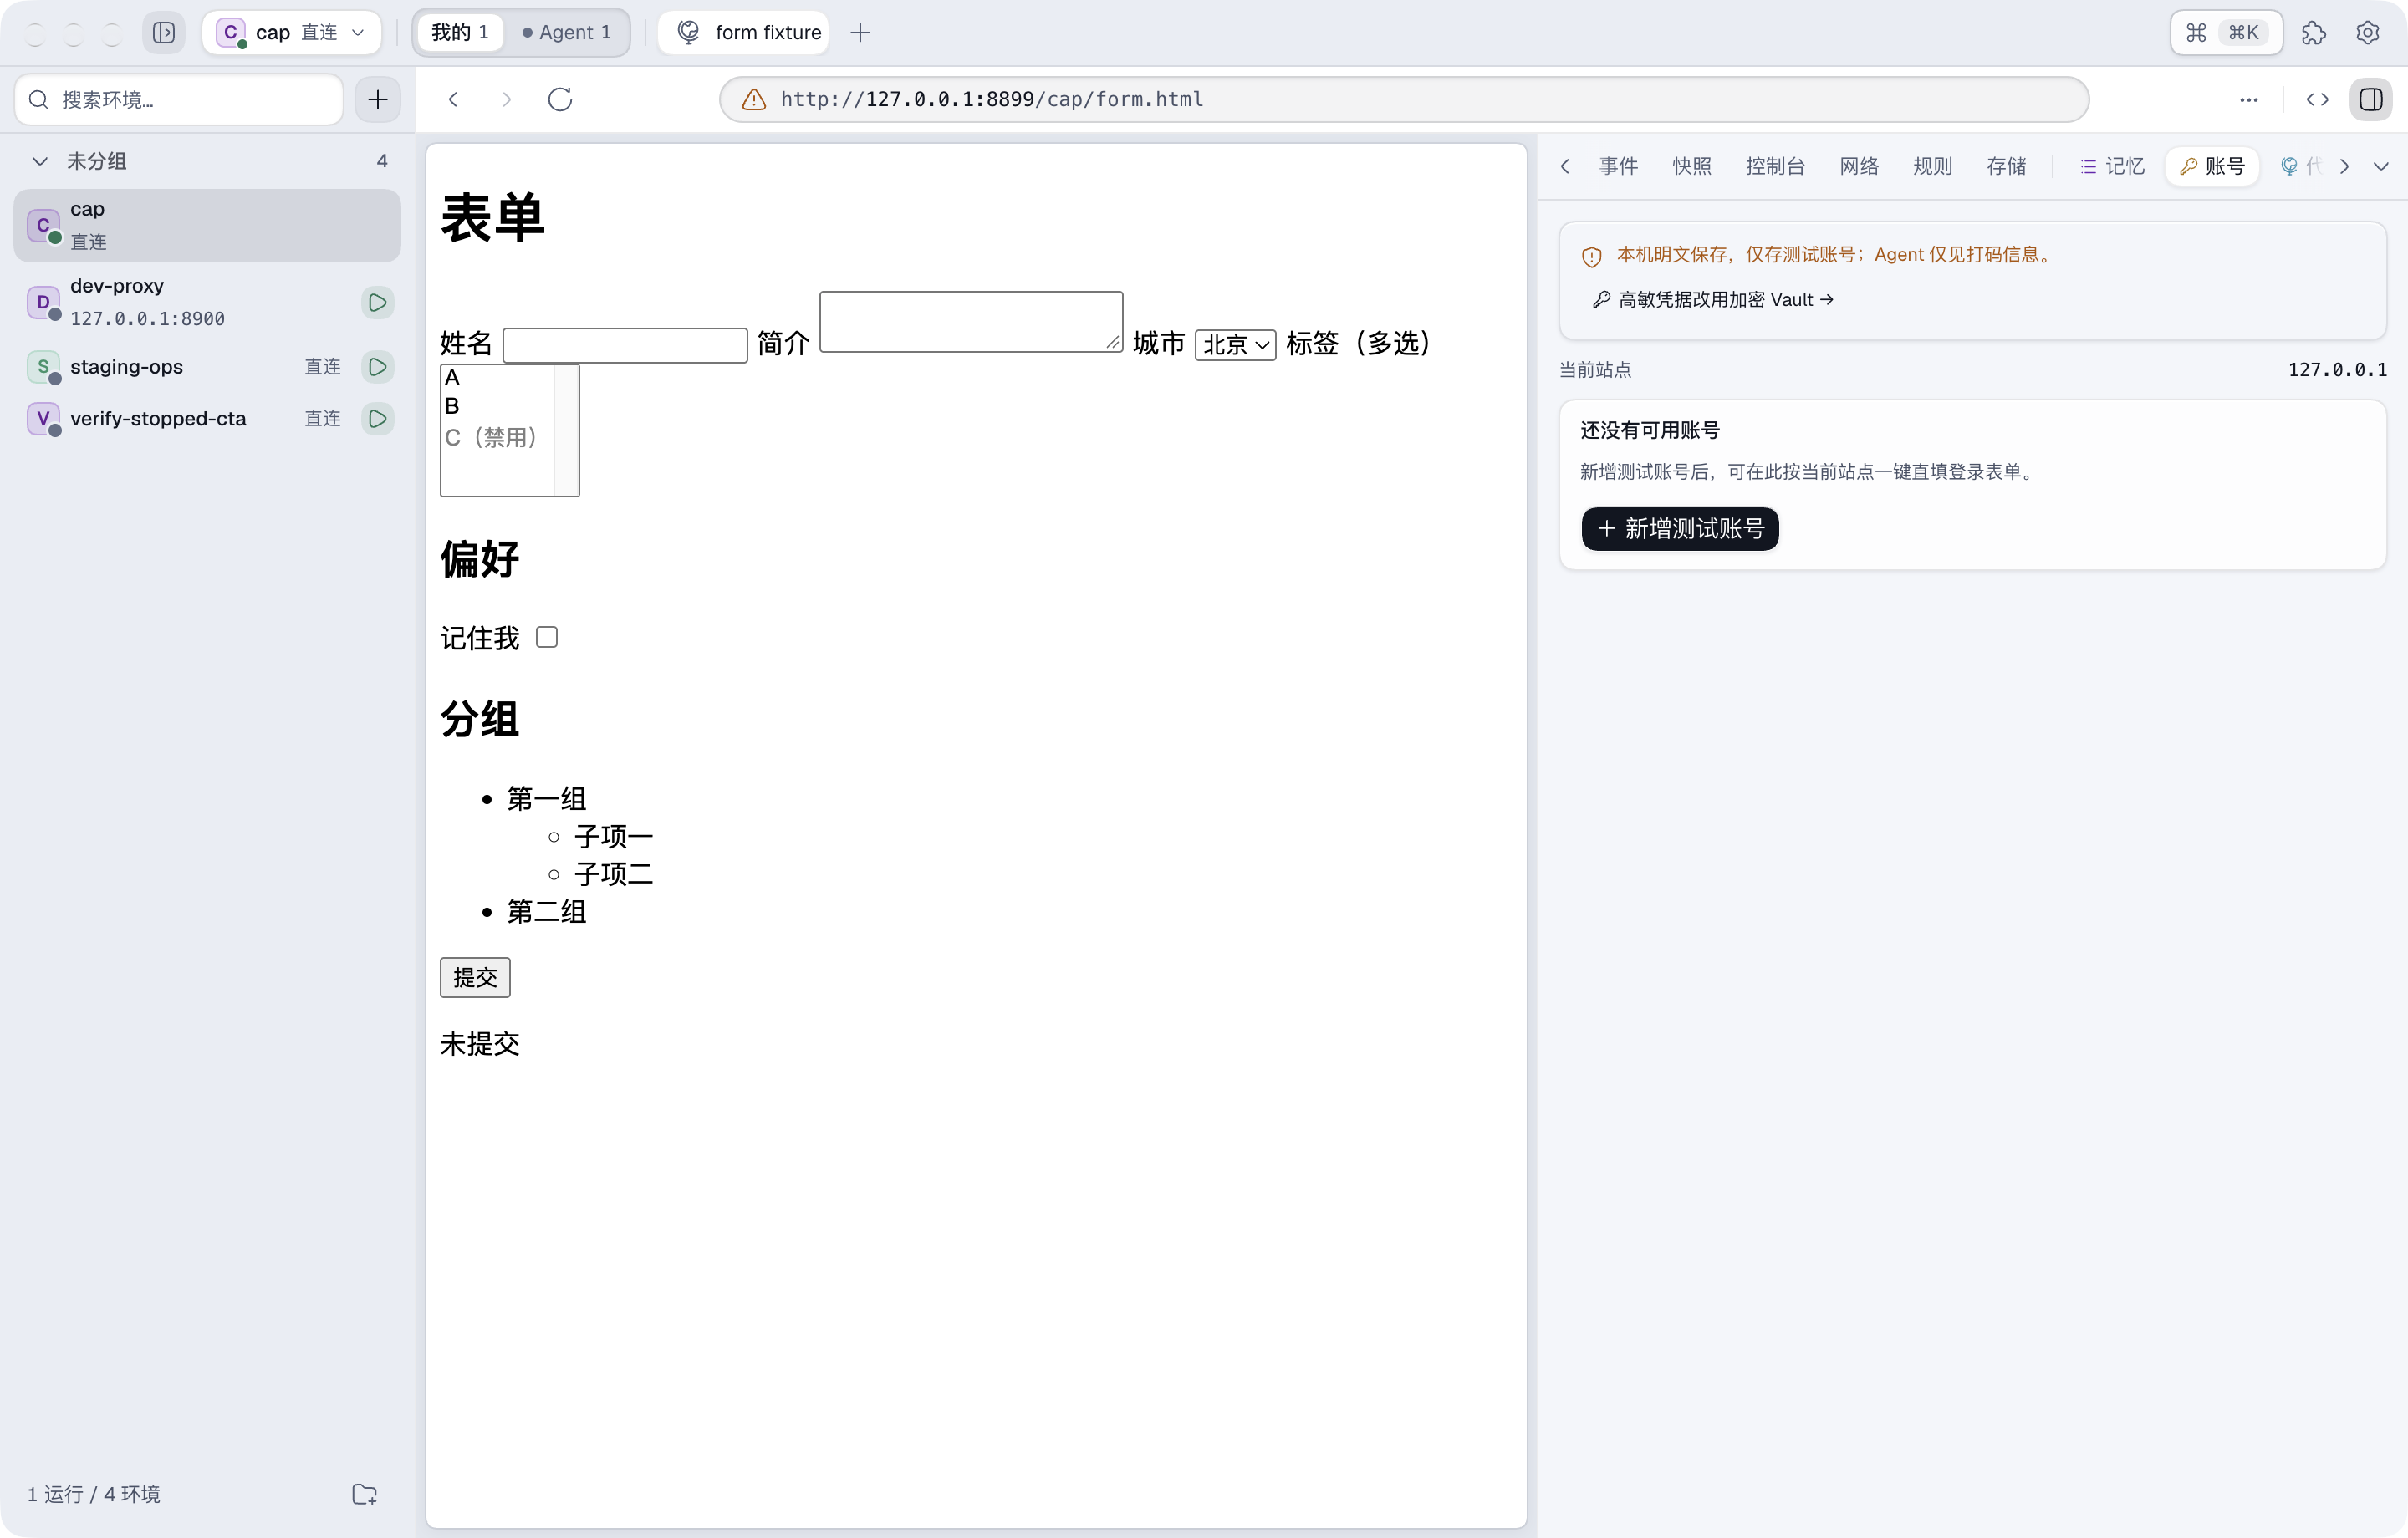 C cap 直连
我的 1
Agent 1
form fixture
⌘K
搜索环境...
http://127.0.0.1:8899/cap/form.html
未分组 4
C cap
直连
D dev-proxy
127.0.0.1:8900
S staging-ops 直连
V verify-stopped-cta 直连
1 运行 / 4 环境
表单
姓名 简介 城市 北京 标签（多选）
A
B
C（禁用）
偏好
记住我
分组
第一组
子项一
子项二
第二组
提交
未提交
事件 快照 控制台 网络 规则 存储 记忆 账号 代
本机明文保存，仅存测试账号；Agent 仅见打码信息。
高敏凭据改用加密 Vault →
当前站点 127.0.0.1
还没有可用账号
新增测试账号后，可在此按当前站点一键直填登录表单。
新增测试账号